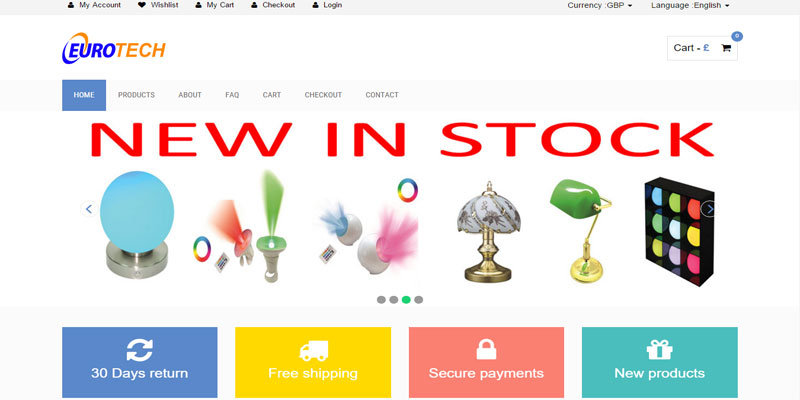 My Account Wishlist My Cart Checkout Login Currency :GBP Language :English
EUROTECH
Cart - £ 0
HOME PRODUCTS ABOUT FAQ CART CHECKOUT CONTACT
NEW IN STOCK
30 Days return Free shipping Secure payments New products